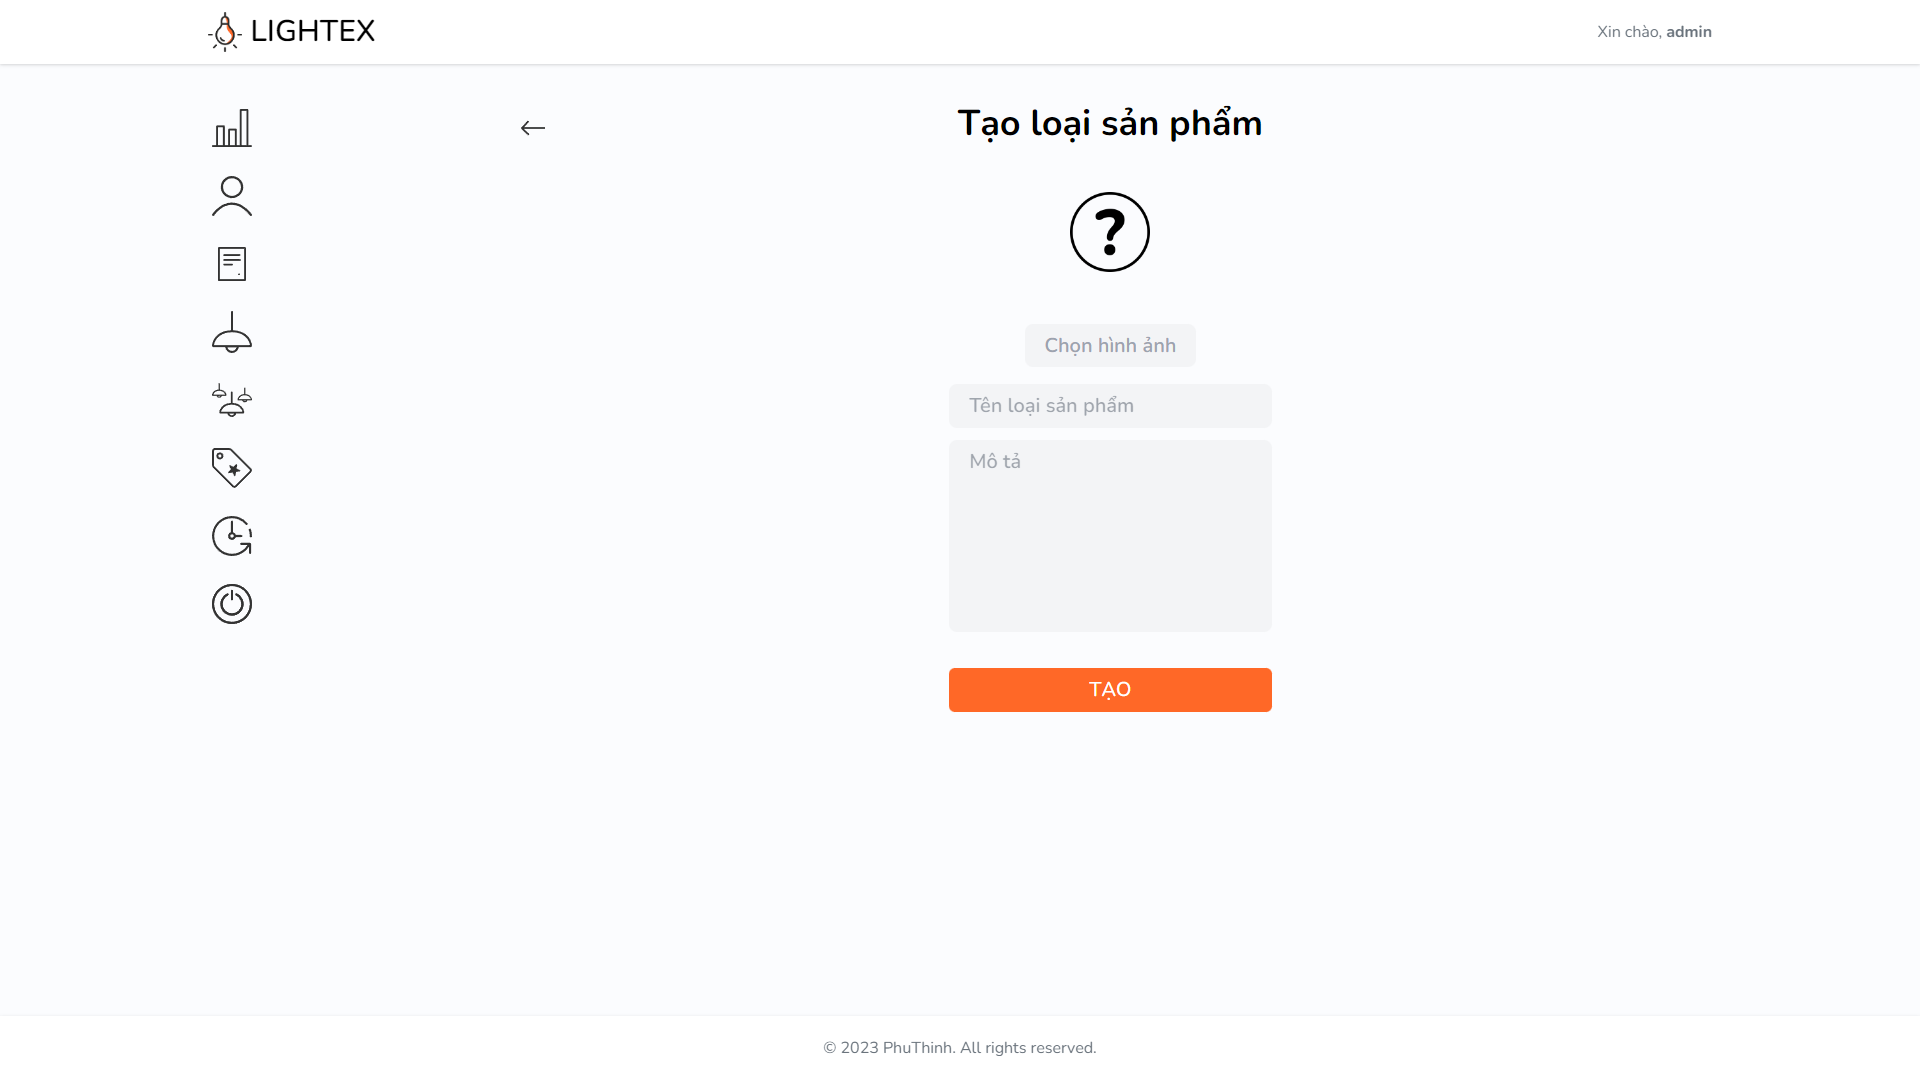 LIGHTEX
Xin chào, admin
Tạo loại sản phẩm
?
Chọn hình ảnh
Tên loại sản phẩm
Mô tả
TẠO
© 2023 PhuThinh. All rights reserved.